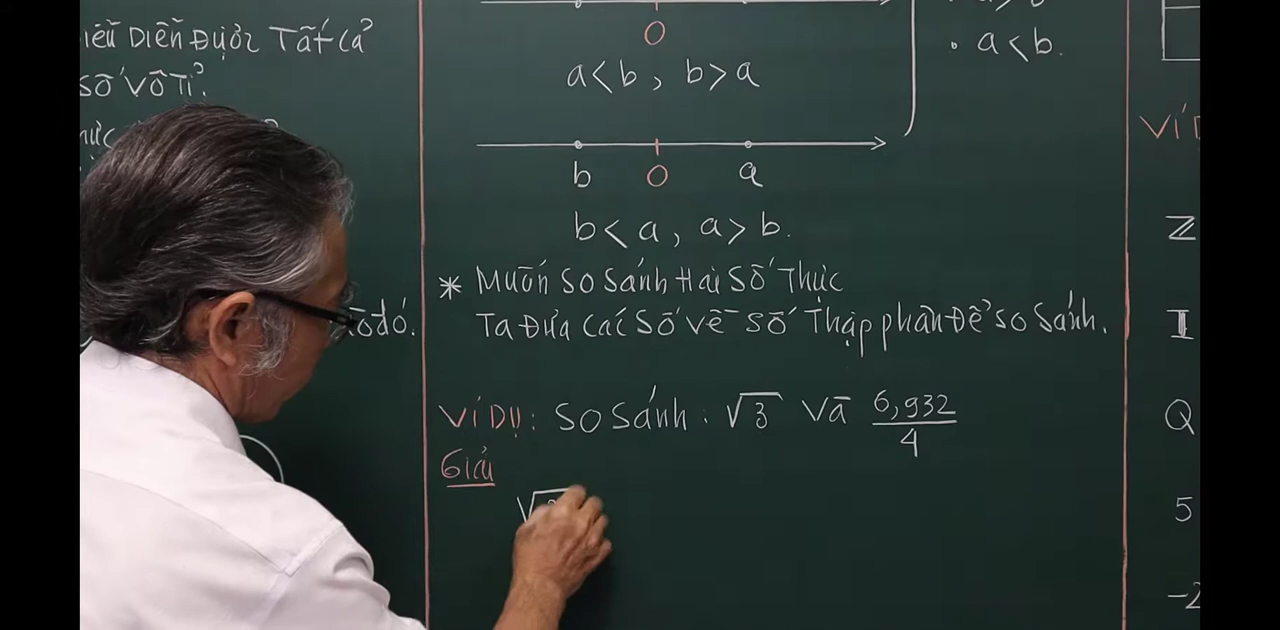 Diễn Được Tất Cả
Số Vô Tỉ?
đó.
0
a < b , b > a
b 0 a
b < a , a > b.
* Muốn So Sánh Hai Số Thực
Ta Đưa Các Số Về Số Thập phân Để So Sánh.
Ví Dụ : So Sánh : √3 Và 6,932/4
Giải
. a < b.
Z
I
Q
5
-2